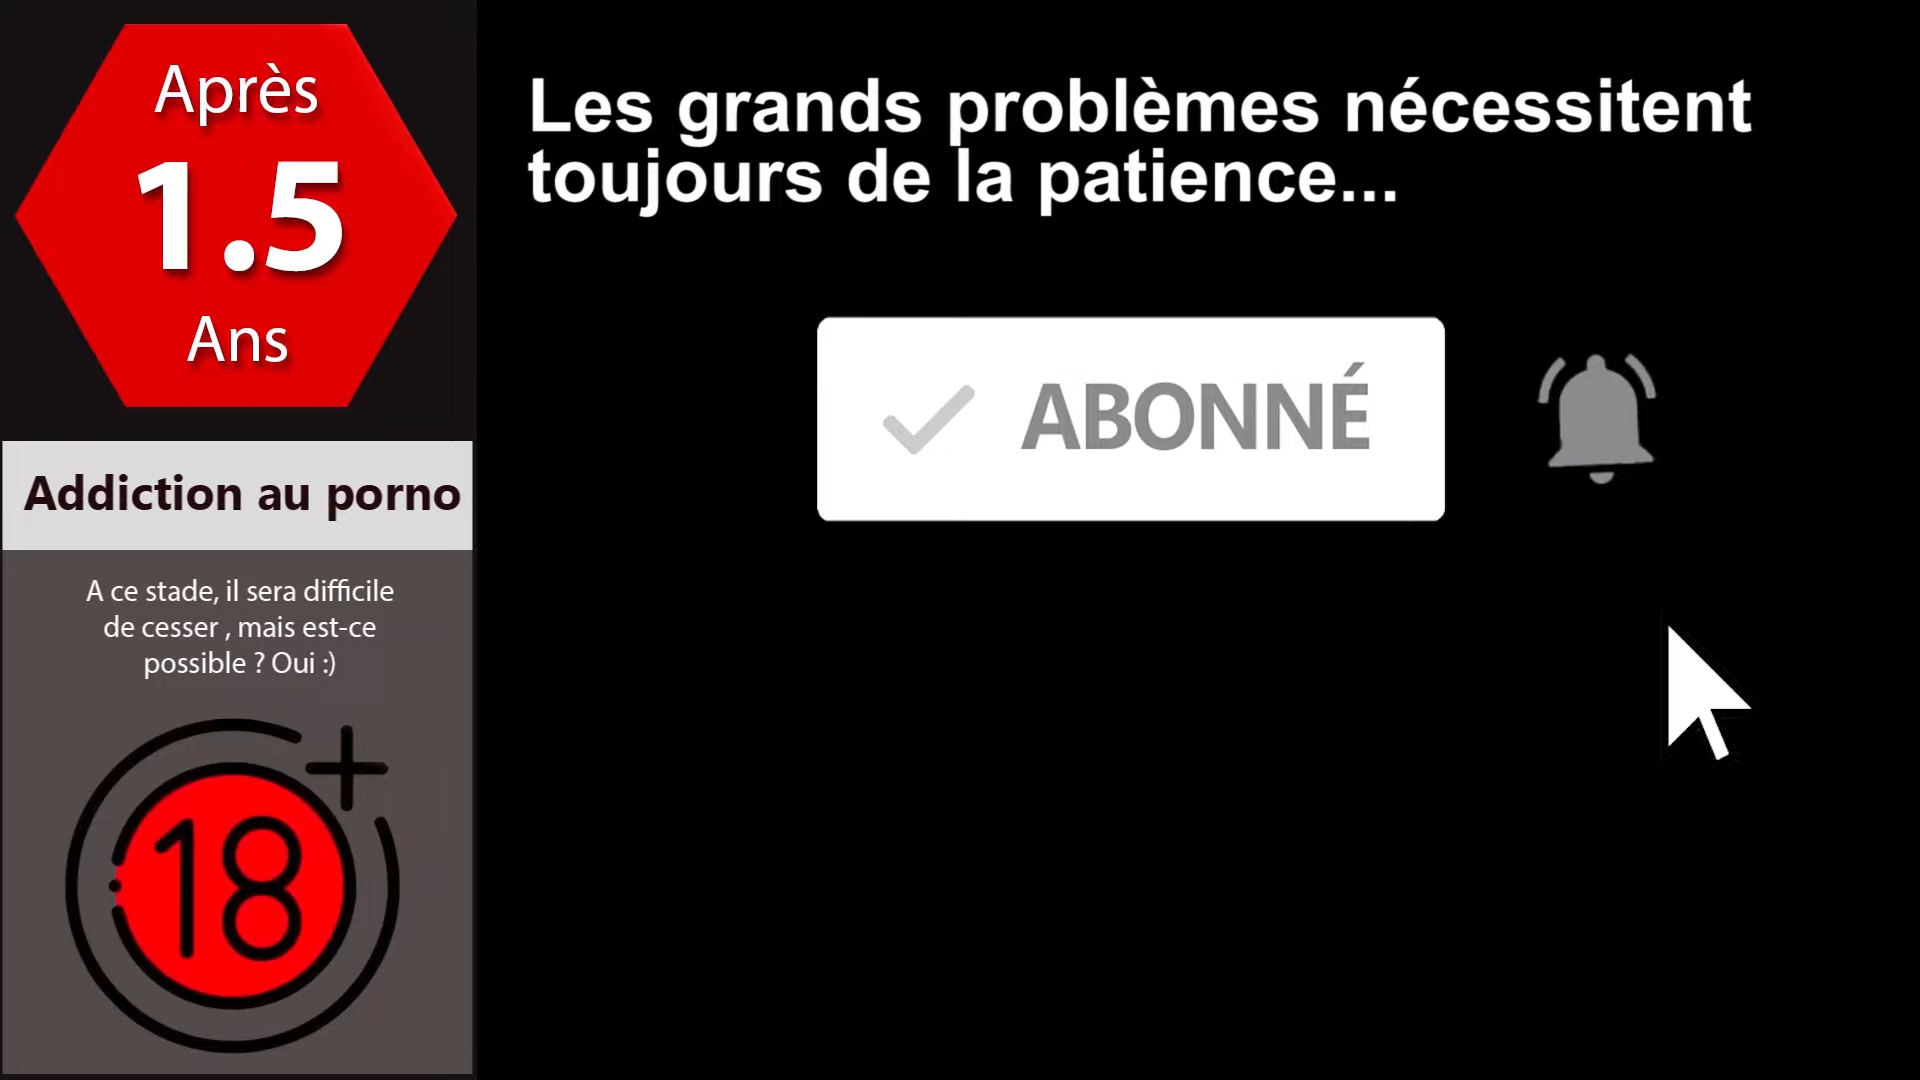 Après
1.5
Ans
Addiction au porno
A ce stade, il sera difficile
de cesser , mais est-ce
possible ? Oui :)
18
+
Les grands problèmes nécessitent
toujours de la patience...
ABONNÉ